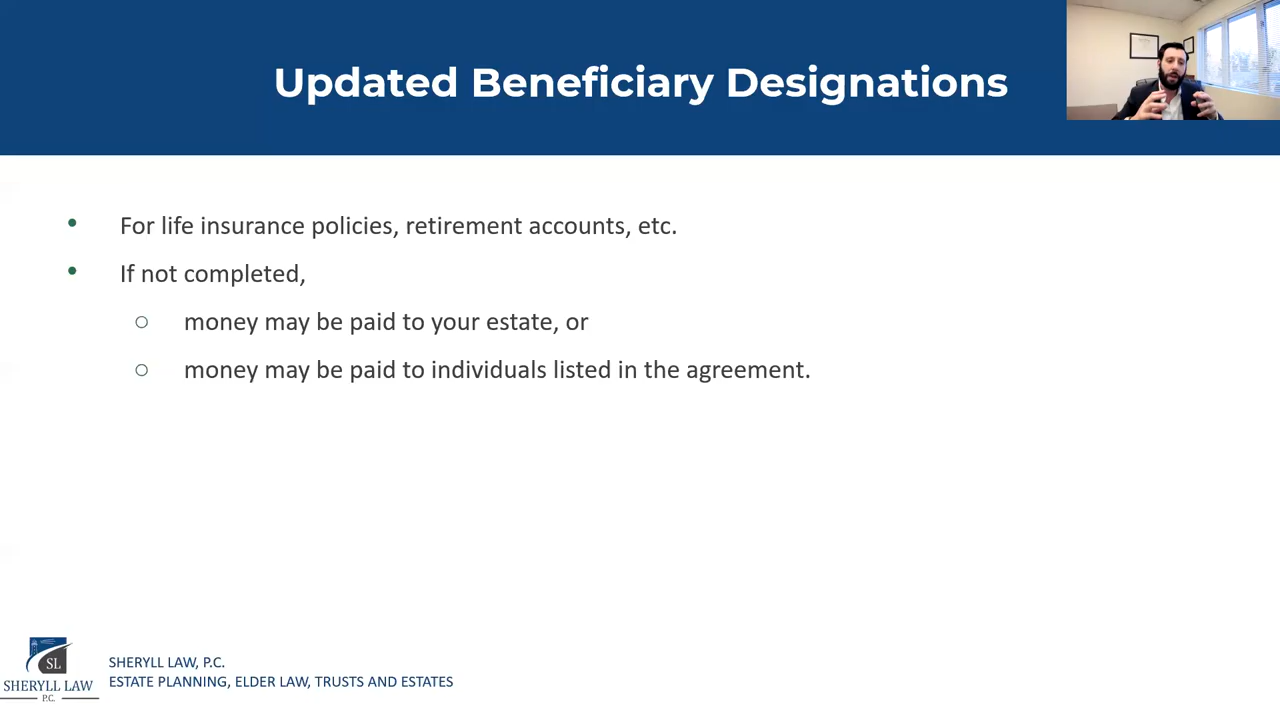 Updated Beneficiary Designations
• For life insurance policies, retirement accounts, etc.
• If not completed,
○ money may be paid to your estate, or
○ money may be paid to individuals listed in the agreement.
SL
SHERYLL LAW
P.C.
SHERYLL LAW, P.C.
ESTATE PLANNING, ELDER LAW, TRUSTS AND ESTATES